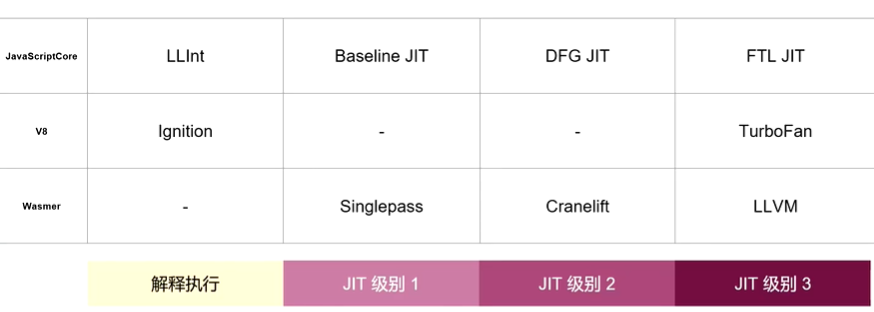 JavaScriptCore LLInt Baseline JIT DFG JIT FTL JIT
V8 Ignition - - TurboFan
Wasmer - Singlepass Cranelift LLVM
解释执行 JIT 级别 1 JIT 级别 2 JIT 级别 3